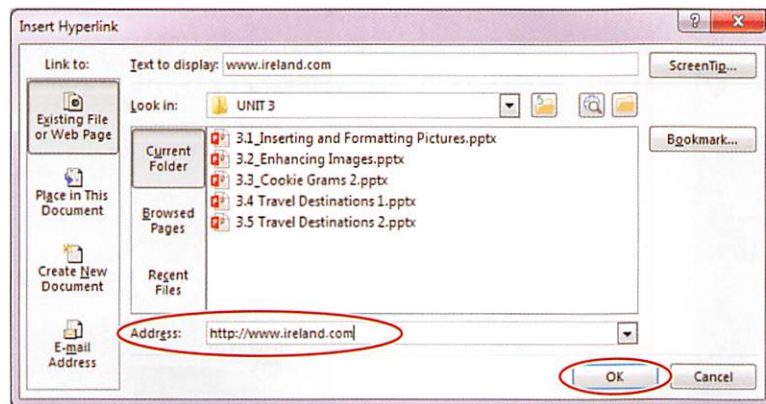 Insert Hyperlink
Link to:
Text to display: www.ireland.com
ScreenTip...
Existing File
or Web Page
Look in: UNIT 3
Bookmark...
Current
Folder
3.1_Inserting and Formatting Pictures.pptx
3.2_Enhancing Images.pptx
3.3_Cookie Grams 2.pptx
3.4 Travel Destinations 1.pptx
3.5 Travel Destinations 2.pptx
Place in This
Document
Browsed
Pages
Create New
Document
Recent
Files
E-mail
Address
Address: http://www.ireland.com
OK
Cancel